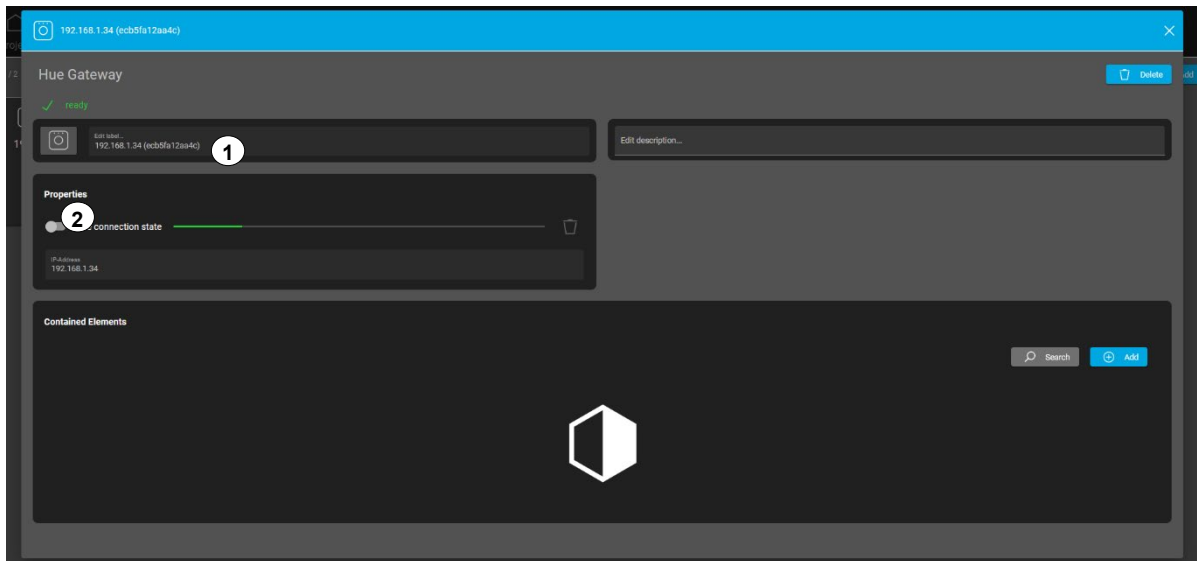 192.168.1.34 (ecb5fa12aa4c)
Hue Gateway
Delete
ready
Edit label...
192.168.1.34 (ecb5fa12aa4c)
1
Edit description...
Properties
2
connection state
IP-Address
192.168.1.34
Contained Elements
Search
Add